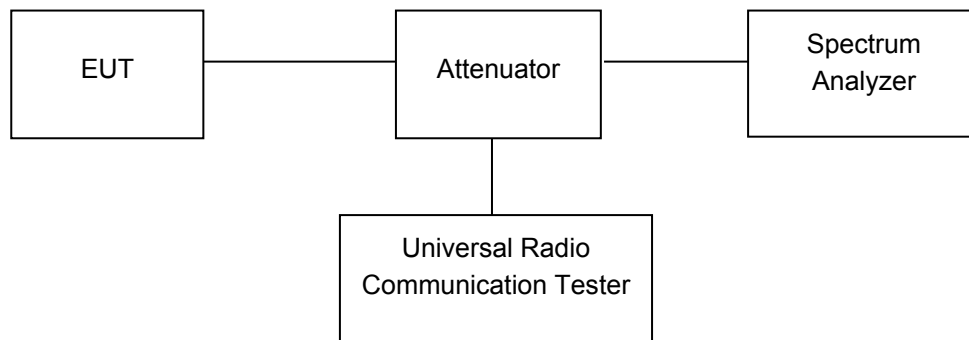 EUT
Attenuator
Spectrum
Analyzer
Universal Radio
Communication Tester